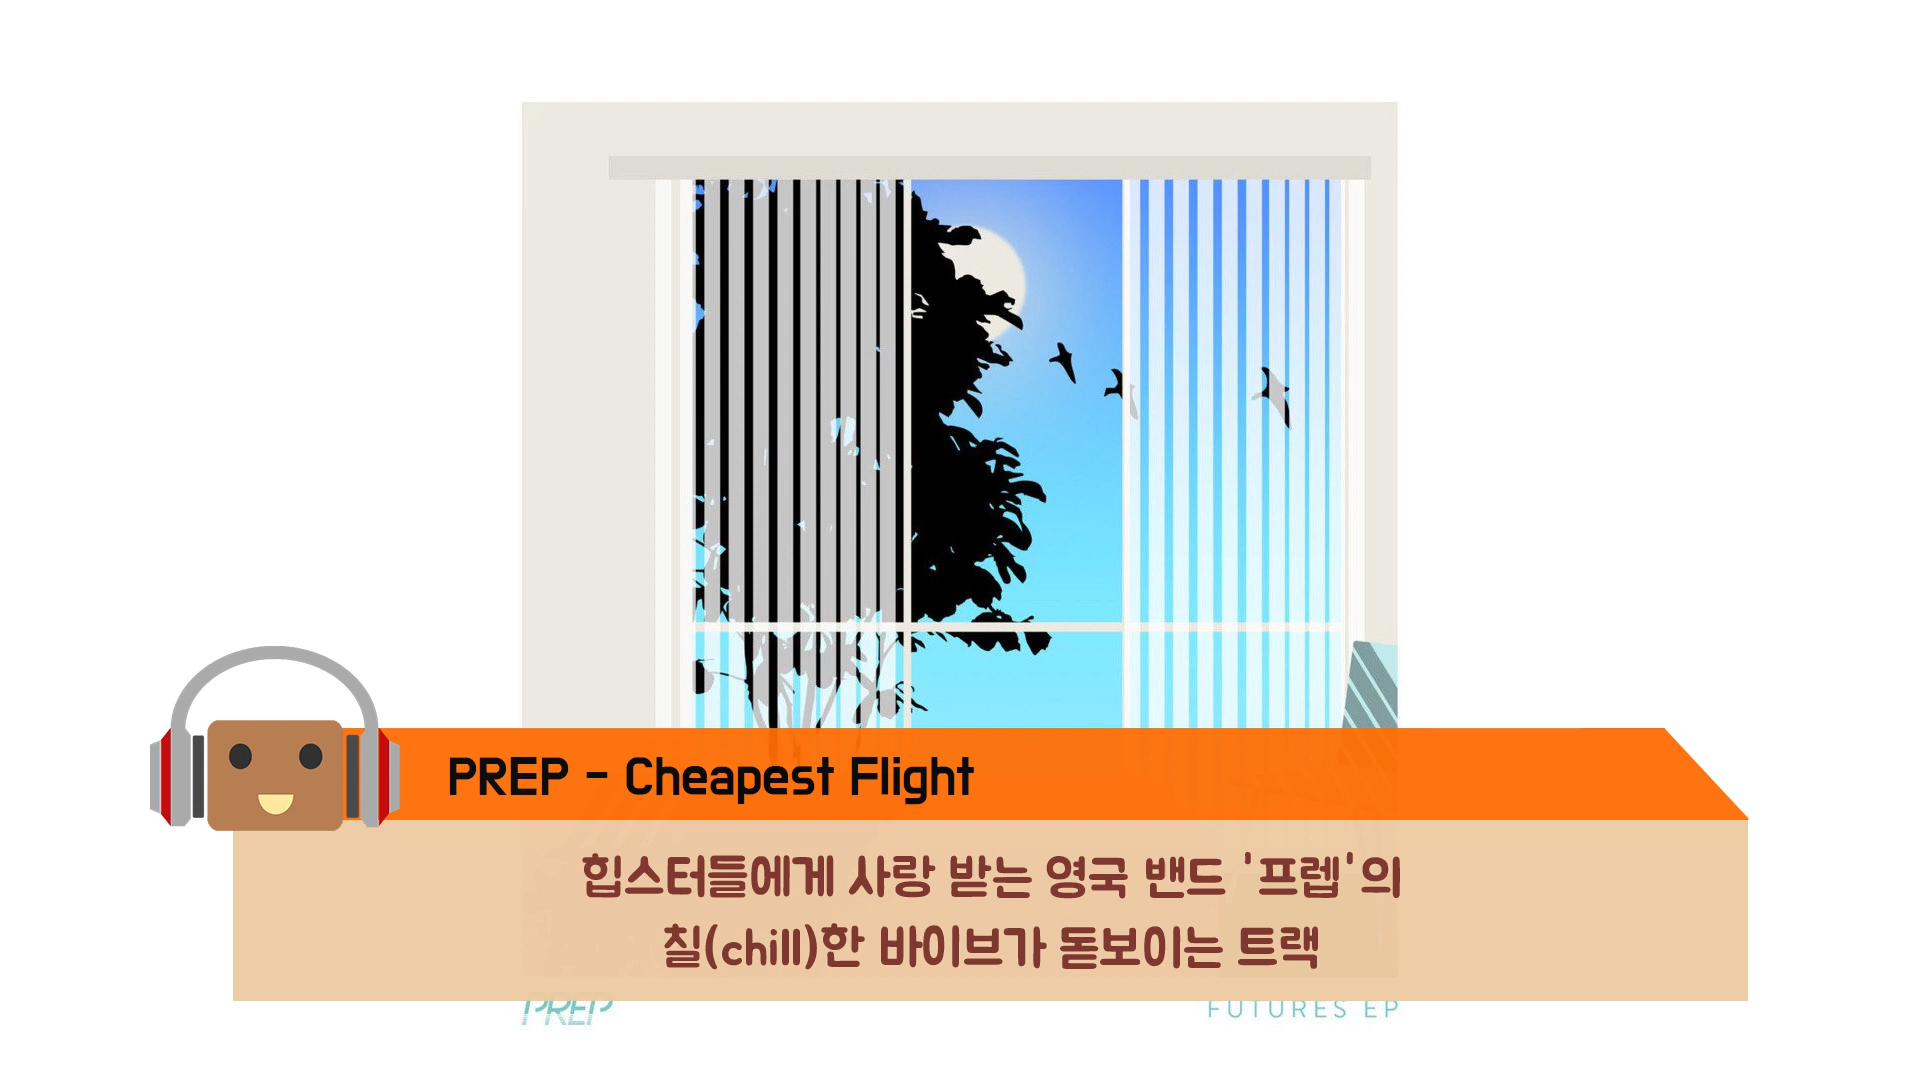 PREP - Cheapest Flight
힙스터들에게 사랑 받는 영국 밴드 '프렙'의
칠(chill)한 바이브가 돋보이는 트랙
PREP
FUTURES EP